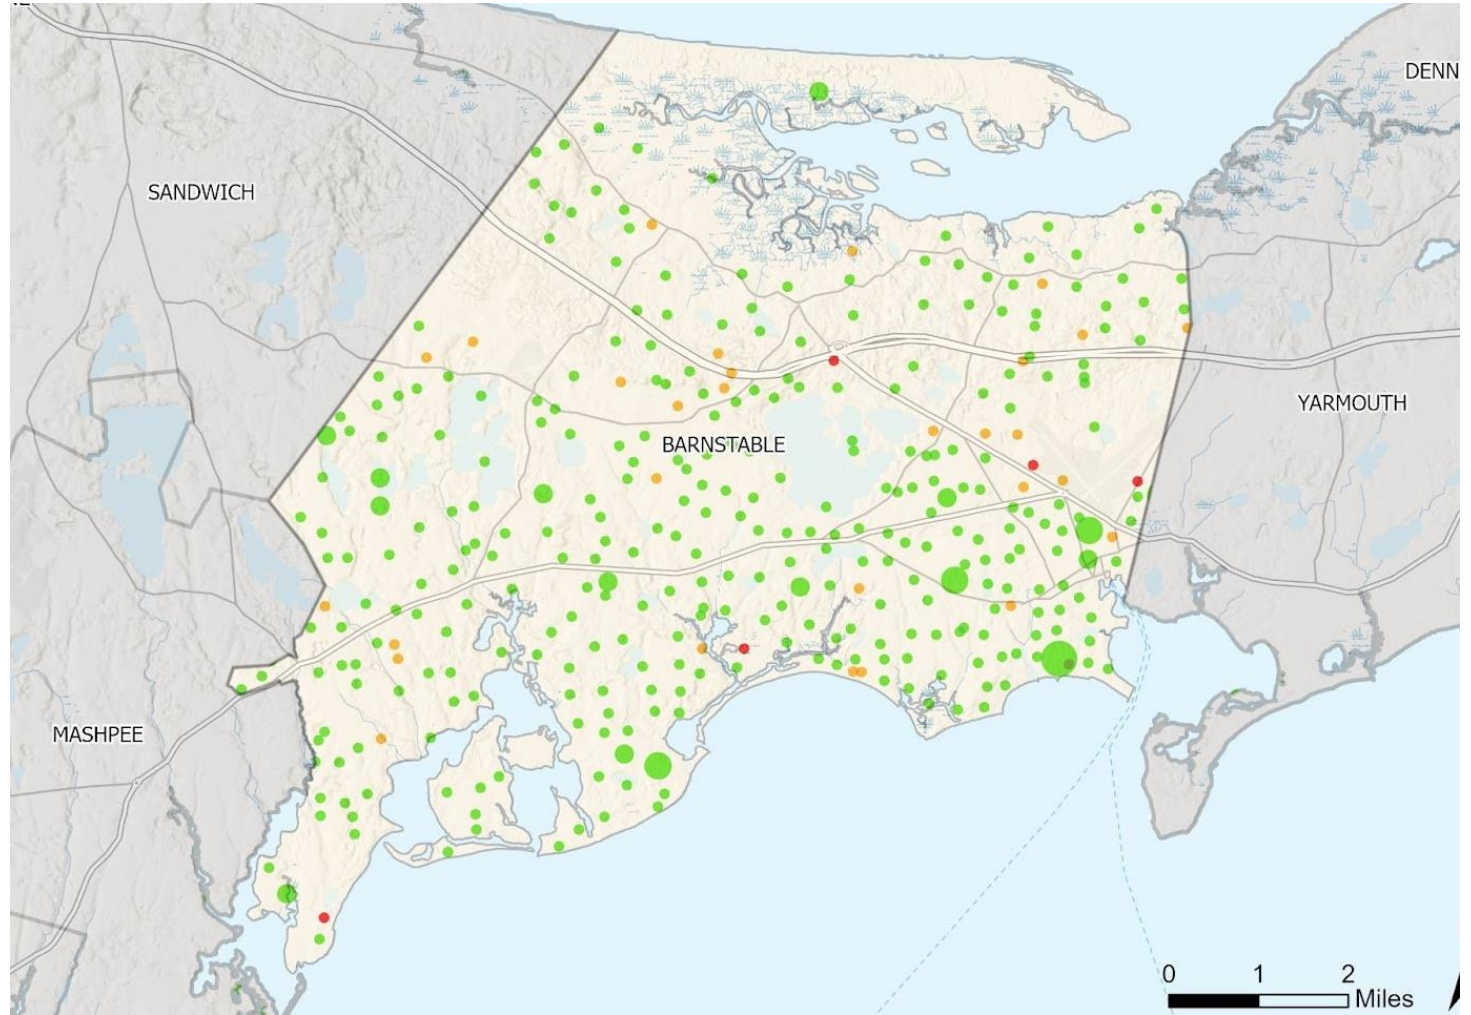 DENN
SANDWICH
YARMOUTH
BARNSTABLE
MASHPEE
0 1 2
Miles